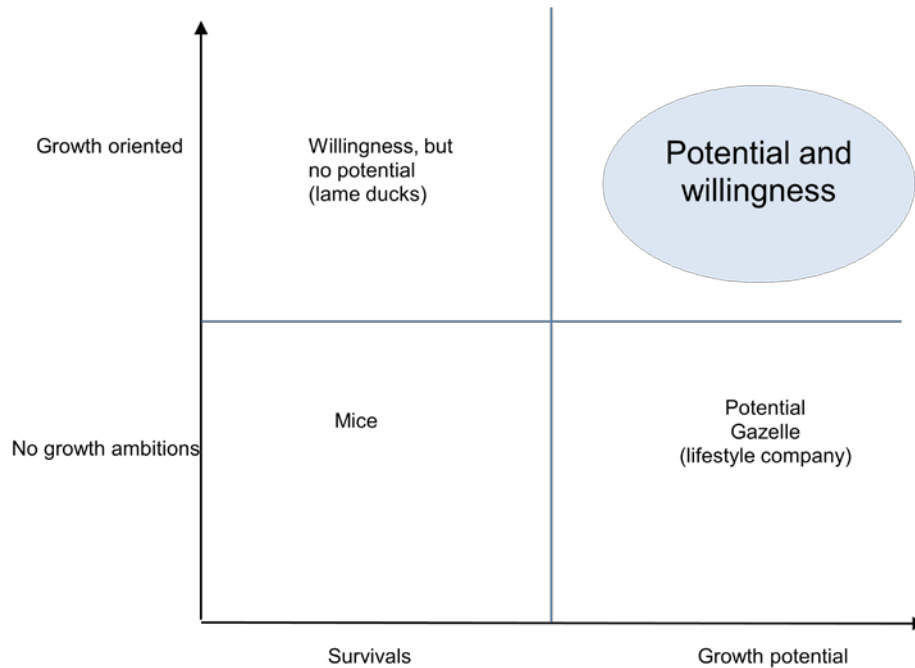 Growth oriented
Willingness, but
no potential
(lame ducks)
Potential and
willingness
No growth ambitions
Mice
Potential
Gazelle
(lifestyle company)
Survivals
Growth potential